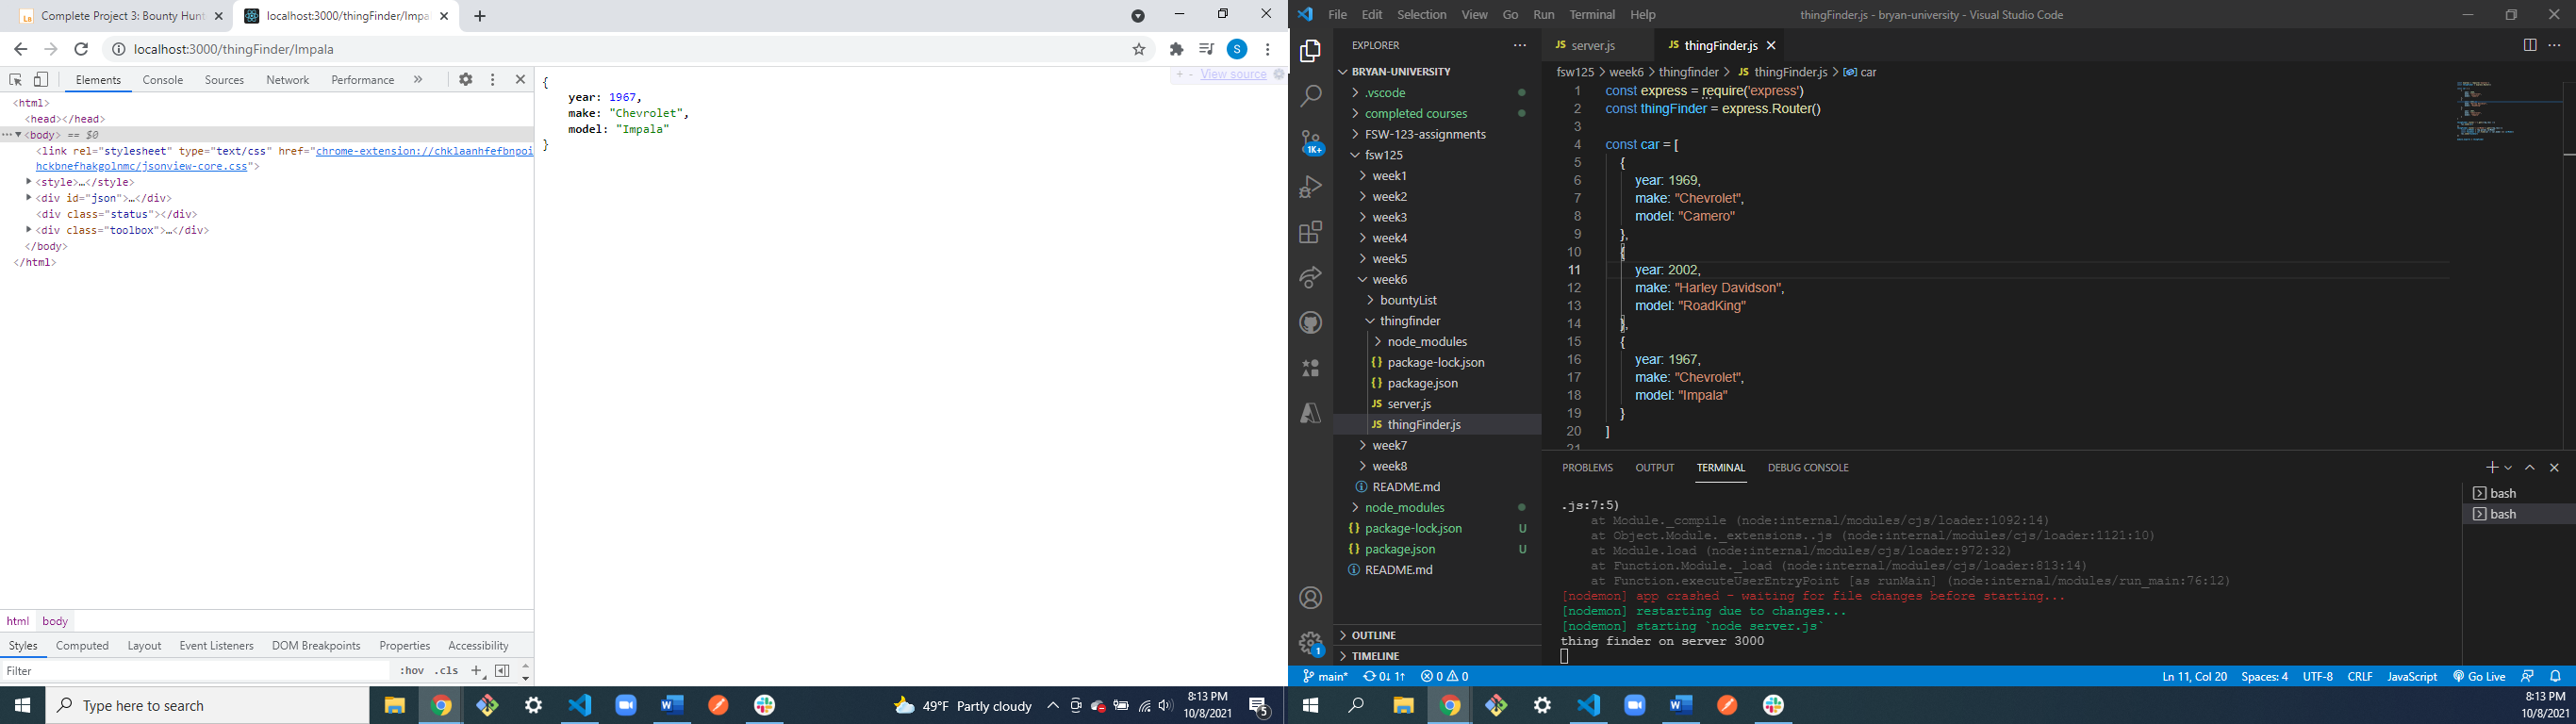 Complete Project 3: Bounty Hunt
localhost:3000/thingFinder/Impa
localhost:3000/thingFinder/Impala
S
Elements Console Sources Network Performance »
<html>
<head></head>
<body> == $0
<link rel="stylesheet" type="text/css" href="chrome-extension://chklaanhfefbnpoi
hckbnefhakgolnmc/jsonview-core.css">
<style>…</style>
<div id="json">…</div>
<div class="status"></div>
<div class="toolbox">…</div>
</body>
</html>
html body
Styles Computed Layout Event Listeners DOM Breakpoints Properties Accessibility
Filter :hov .cls +
+ - View source
{
year: 1967,
make: "Chevrolet",
model: "Impala"
}
Type here to search
49°F Partly cloudy
8:13 PM
10/8/2021
5
File Edit Selection View Go Run Terminal Help
thingFinder.js - bryan-university - Visual Studio Code
1K+
1
EXPLORER
BRYAN-UNIVERSITY
.vscode
completed courses
FSW-123-assignments
fsw125
week1
week2
week3
week4
week5
week6
bountyList
thingfinder
node_modules
{} package-lock.json
{} package.json
JS server.js
JS thingFinder.js
week7
week8
README.md
node_modules
{} package-lock.json U
{} package.json U
README.md
OUTLINE
TIMELINE
JS server.js
JS thingFinder.js
fsw125 > week6 > thingfinder > JS thingFinder.js > car
1 const express = require('express')
2 const thingFinder = express.Router()
3
4 const car = [
5 {
6 year: 1969,
7 make: "Chevrolet",
8 model: "Camero"
9 },
10 {
11 year: 2002,
12 make: "Harley Davidson",
13 model: "RoadKing"
14 },
15 {
16 year: 1967,
17 make: "Chevrolet",
18 model: "Impala"
19 }
20 ]
21
PROBLEMS OUTPUT TERMINAL DEBUG CONSOLE
.js:7:5)
at Module._compile (node:internal/modules/cjs/loader:1092:14)
at Object.Module._extensions..js (node:internal/modules/cjs/loader:1121:10)
at Module.load (node:internal/modules/cjs/loader:972:32)
at Function.Module._load (node:internal/modules/cjs/loader:813:14)
at Function.executeUserEntryPoint [as runMain] (node:internal/modules/run_main:76:12)
[nodemon] app crashed - waiting for file changes before starting...
[nodemon] restarting due to changes...
[nodemon] starting `node server.js`
thing finder on server 3000
bash
bash
main* 0↓ 1↑ 0 0
Ln 11, Col 20 Spaces: 4 UTF-8 CRLF JavaScript Go Live
8:13 PM
10/8/2021